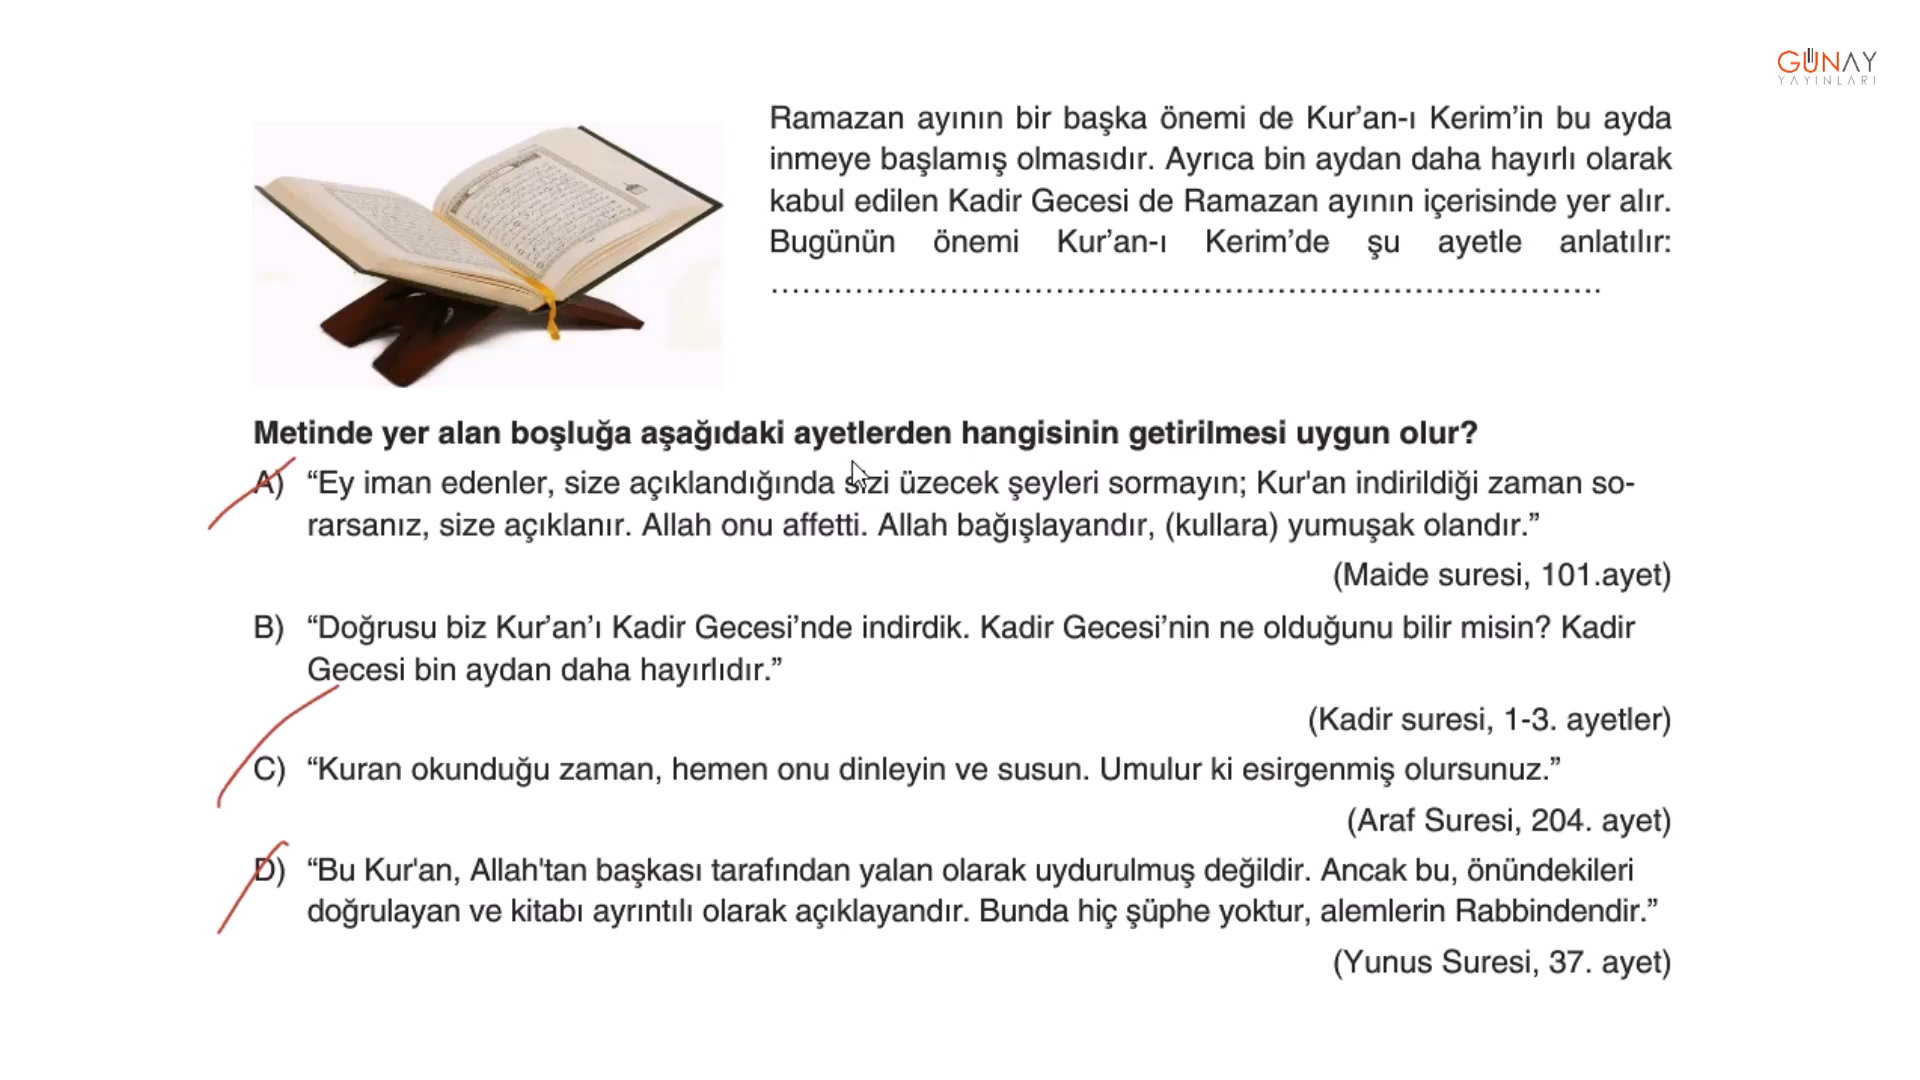 GÜNAY
YAYINLARI
Ramazan ayının bir başka önemi de Kur’an-ı Kerim’in bu ayda
inmeye başlamış olmasıdır. Ayrıca bin aydan daha hayırlı olarak
kabul edilen Kadir Gecesi de Ramazan ayının içerisinde yer alır.
Bugünün önemi Kur’an-ı Kerim’de şu ayetle anlatılır:
................................................................................
Metinde yer alan boşluğa aşağıdaki ayetlerden hangisinin getirilmesi uygun olur?
A) “Ey iman edenler, size açıklandığında sizi üzecek şeyleri sormayın; Kur'an indirildiği zaman so-
rarsanız, size açıklanır. Allah onu affetti. Allah bağışlayandır, (kullara) yumuşak olandır.”
(Maide suresi, 101.ayet)
B) “Doğrusu biz Kur’an’ı Kadir Gecesi’nde indirdik. Kadir Gecesi’nin ne olduğunu bilir misin? Kadir
Gecesi bin aydan daha hayırlıdır.”
(Kadir suresi, 1-3. ayetler)
C) “Kuran okunduğu zaman, hemen onu dinleyin ve susun. Umulur ki esirgenmiş olursunuz.”
(Araf Suresi, 204. ayet)
D) “Bu Kur'an, Allah'tan başkası tarafından yalan olarak uydurulmuş değildir. Ancak bu, önündekileri
doğrulayan ve kitabı ayrıntılı olarak açıklayandır. Bunda hiç şüphe yoktur, alemlerin Rabbindendir.”
(Yunus Suresi, 37. ayet)